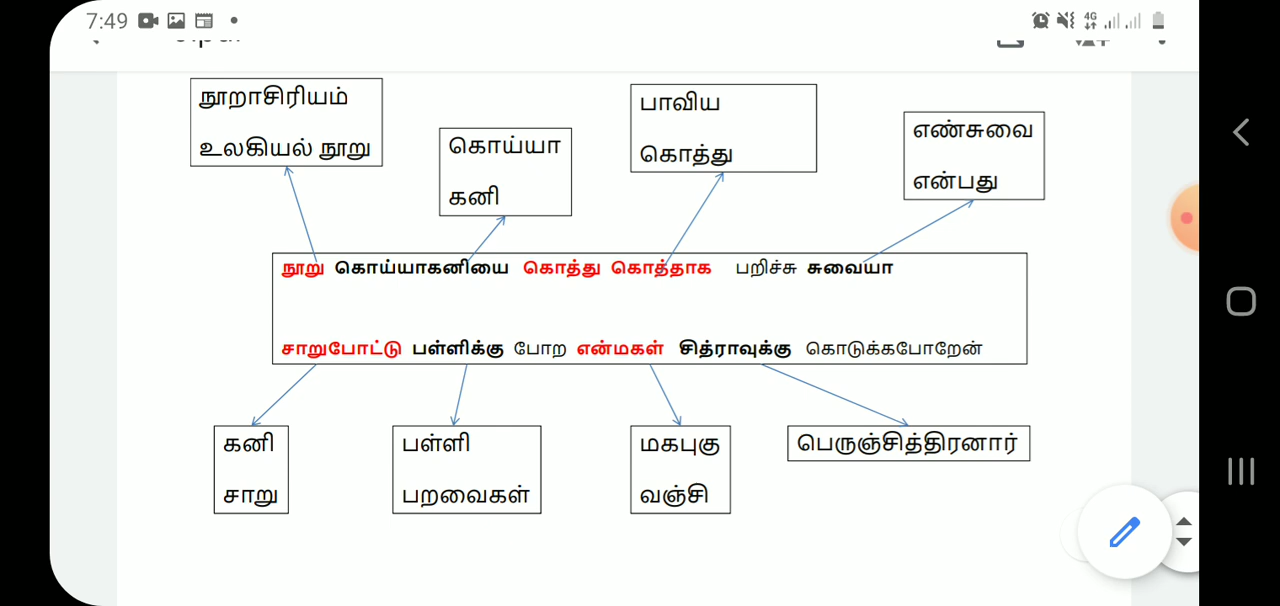 7:49
4G
நூறாசிரியம்
உலகியல் நூறு
கொய்யா
கனி
பாவிய
கொத்து
எண்சுவை
என்பது
நூறு கொய்யாகனியை கொத்து கொத்தாக பறிச்சு சுவையா
சாறுபோட்டு பள்ளிக்கு போற என்மகள் சித்ராவுக்கு கொடுக்கபோறேன்
கனி
சாறு
பள்ளி
பறவைகள்
மகபுகு
வஞ்சி
பெருஞ்சித்திரனார்